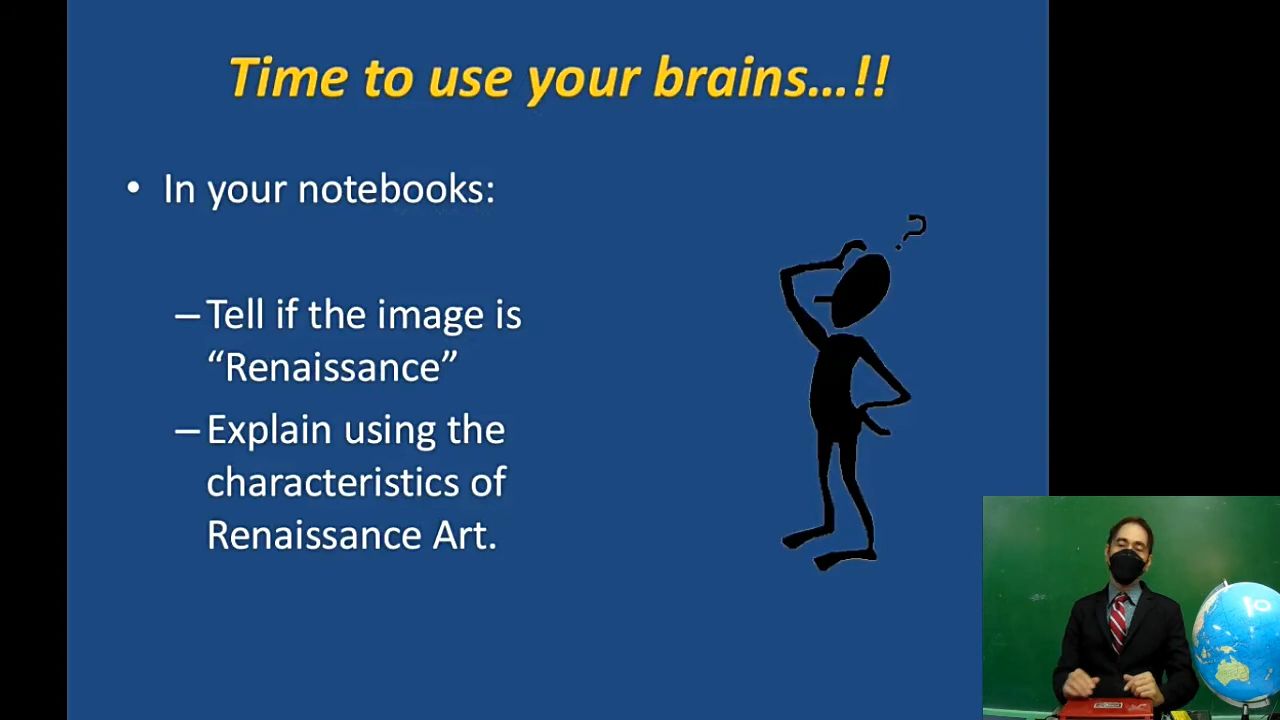 Time to use your brains...!!
• In your notebooks:
?
–Tell if the image is
“Renaissance”
–Explain using the
characteristics of
Renaissance Art.